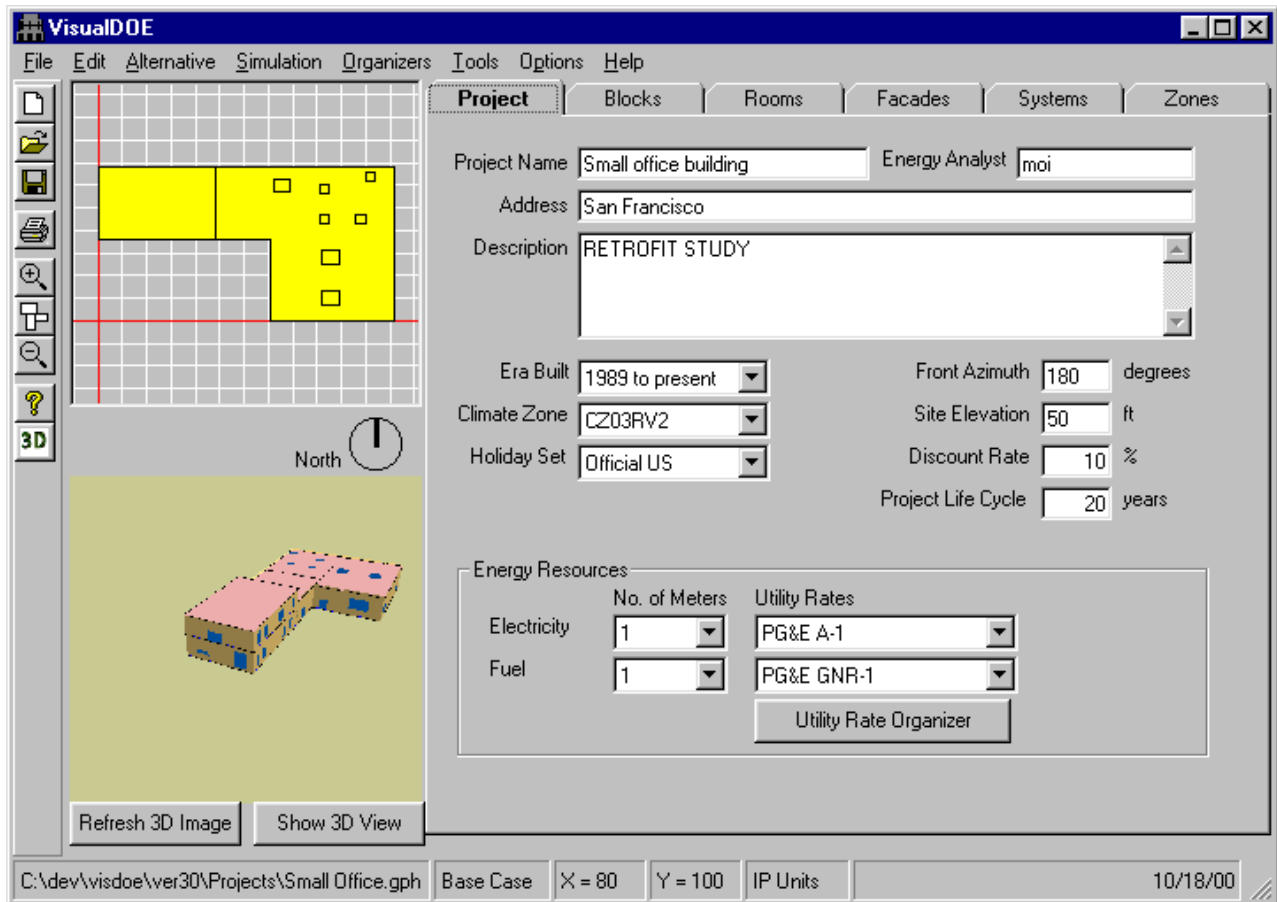 VisualDOE
File Edit Alternative Simulation Organizers Tools Options Help
Project Blocks Rooms Facades Systems Zones
Project Name Small office building Energy Analyst moi
Address San Francisco
Description RETROFIT STUDY
Era Built 1989 to present Front Azimuth 180 degrees
Climate Zone CZ03RV2 Site Elevation 50 ft
Holiday Set Official US Discount Rate 10 %
Project Life Cycle 20 years
3D
North
Energy Resources
No. of Meters Utility Rates
Electricity 1 PG&E A-1
Fuel 1 PG&E GNR-1
Utility Rate Organizer
Refresh 3D Image Show 3D View
C:\dev\visdoe\ver30\Projects\Small Office.gph Base Case X = 80 Y = 100 IP Units 10/18/00